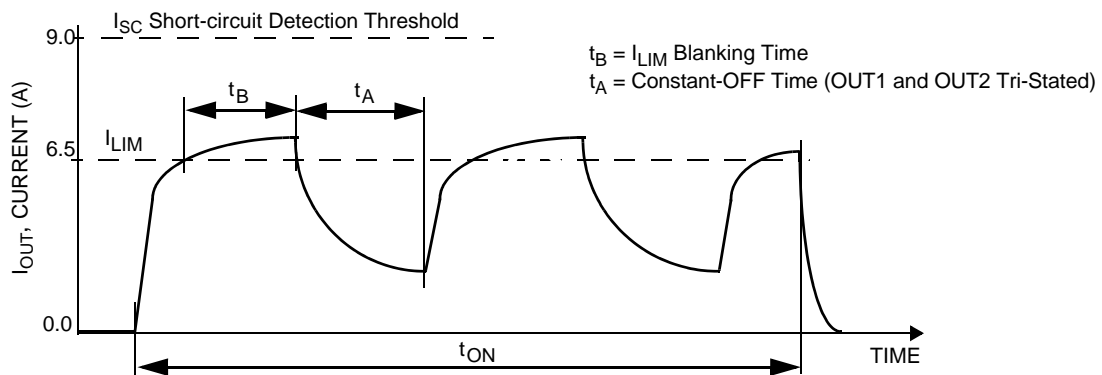 I_SC Short-circuit Detection Threshold
9.0
t_B = I_LIM Blanking Time
t_A = Constant-OFF Time (OUT1 and OUT2 Tri-Stated)
t_B
t_A
I_LIM
6.5
I_OUT, CURRENT (A)
0.0
t_ON
TIME